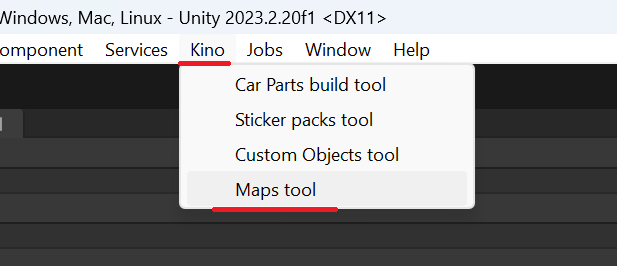 Windows, Mac, Linux - Unity 2023.2.20f1 <DX11>
omponent Services Kino Jobs Window Help
Car Parts build tool
Sticker packs tool
Custom Objects tool
Maps tool